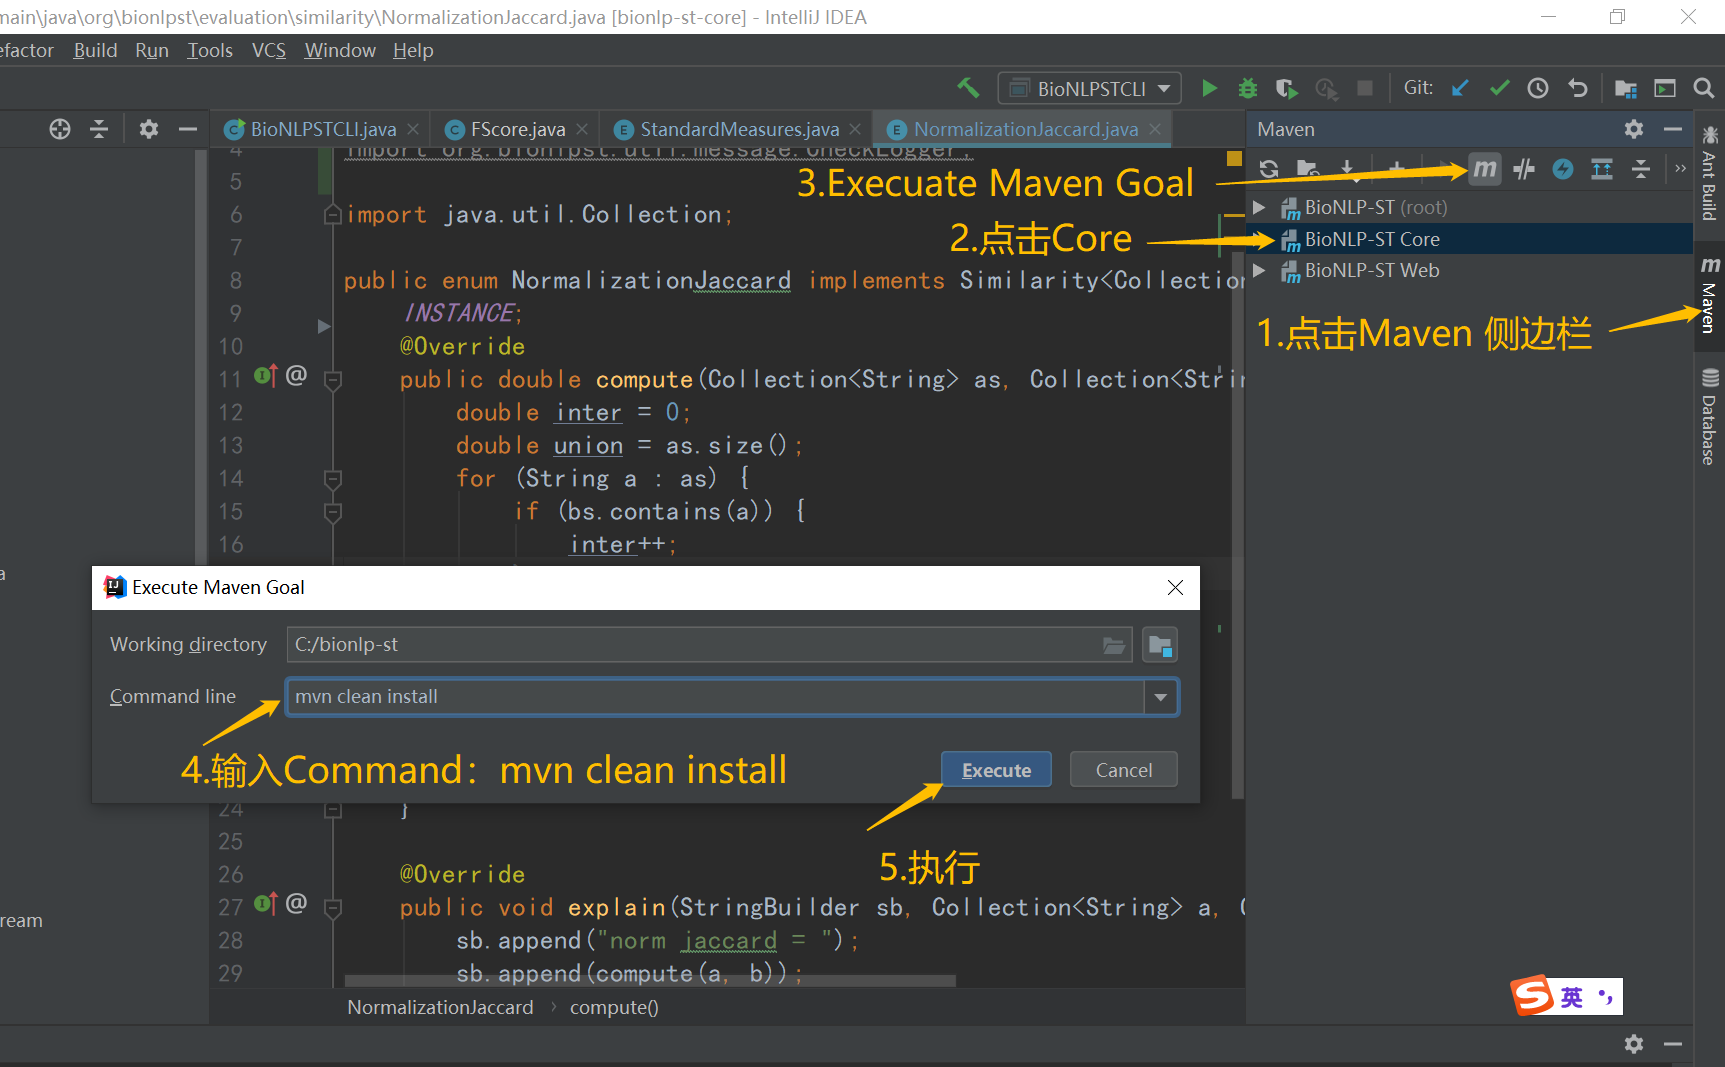 main\java\org\bionlpst\evaluation\similarity\NormalizationJaccard.java [bionlp-st-core] - IntelliJ IDEA
efactor Build Run Tools VCS Window Help
BioNLPSTCLI Git:
BioNLPSTCLI.java FScore.java StandardMeasures.java NormalizationJaccard.java Maven
4 import org.bionlpst.util.message.CheckLogger;
5
3.Execuate Maven Goal
6 import java.util.Collection;
BioNLP-ST (root)
7
2.点击Core
BioNLP-ST Core
8 public enum NormalizationJaccard implements Similarity<Collection
BioNLP-ST Web
9 INSTANCE;
1.点击Maven 侧边栏
10 @Override
11 public double compute(Collection<String> as, Collection<Stri
12 double inter = 0;
13 double union = as.size();
14 for (String a : as) {
15 if (bs.contains(a)) {
16 inter++;
Ant Build
Maven
Database
a
Execute Maven Goal
Working directory C:/bionlp-st
Command line mvn clean install
4.输入Command：mvn clean install
Execute Cancel
24 }
25
5.执行
26 @Override
27 public void explain(StringBuilder sb, Collection<String> a, C
ream
28 sb.append("norm jaccard = ");
29 sb.append(compute(a, b));
NormalizationJaccard › compute()
S 英